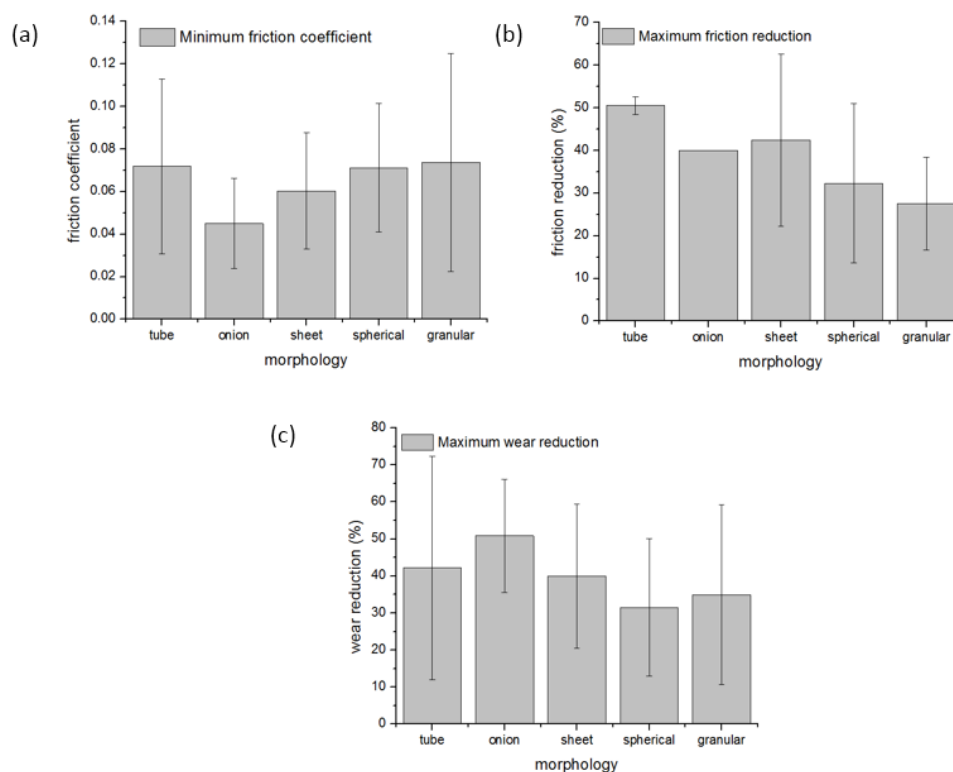 (a)
Minimum friction coefficient
0.14
0.12
0.10
0.08
0.06
0.04
0.02
0.00
friction coefficient
tube onion sheet spherical granular
morphology
(b)
Maximum friction reduction
70
60
50
40
30
20
10
0
friction reduction (%)
tube onion sheet spherical granular
morphology
(c)
Maximum wear reduction
80
70
60
50
40
30
20
10
0
wear reduction (%)
tube onion sheet spherical granular
morphology